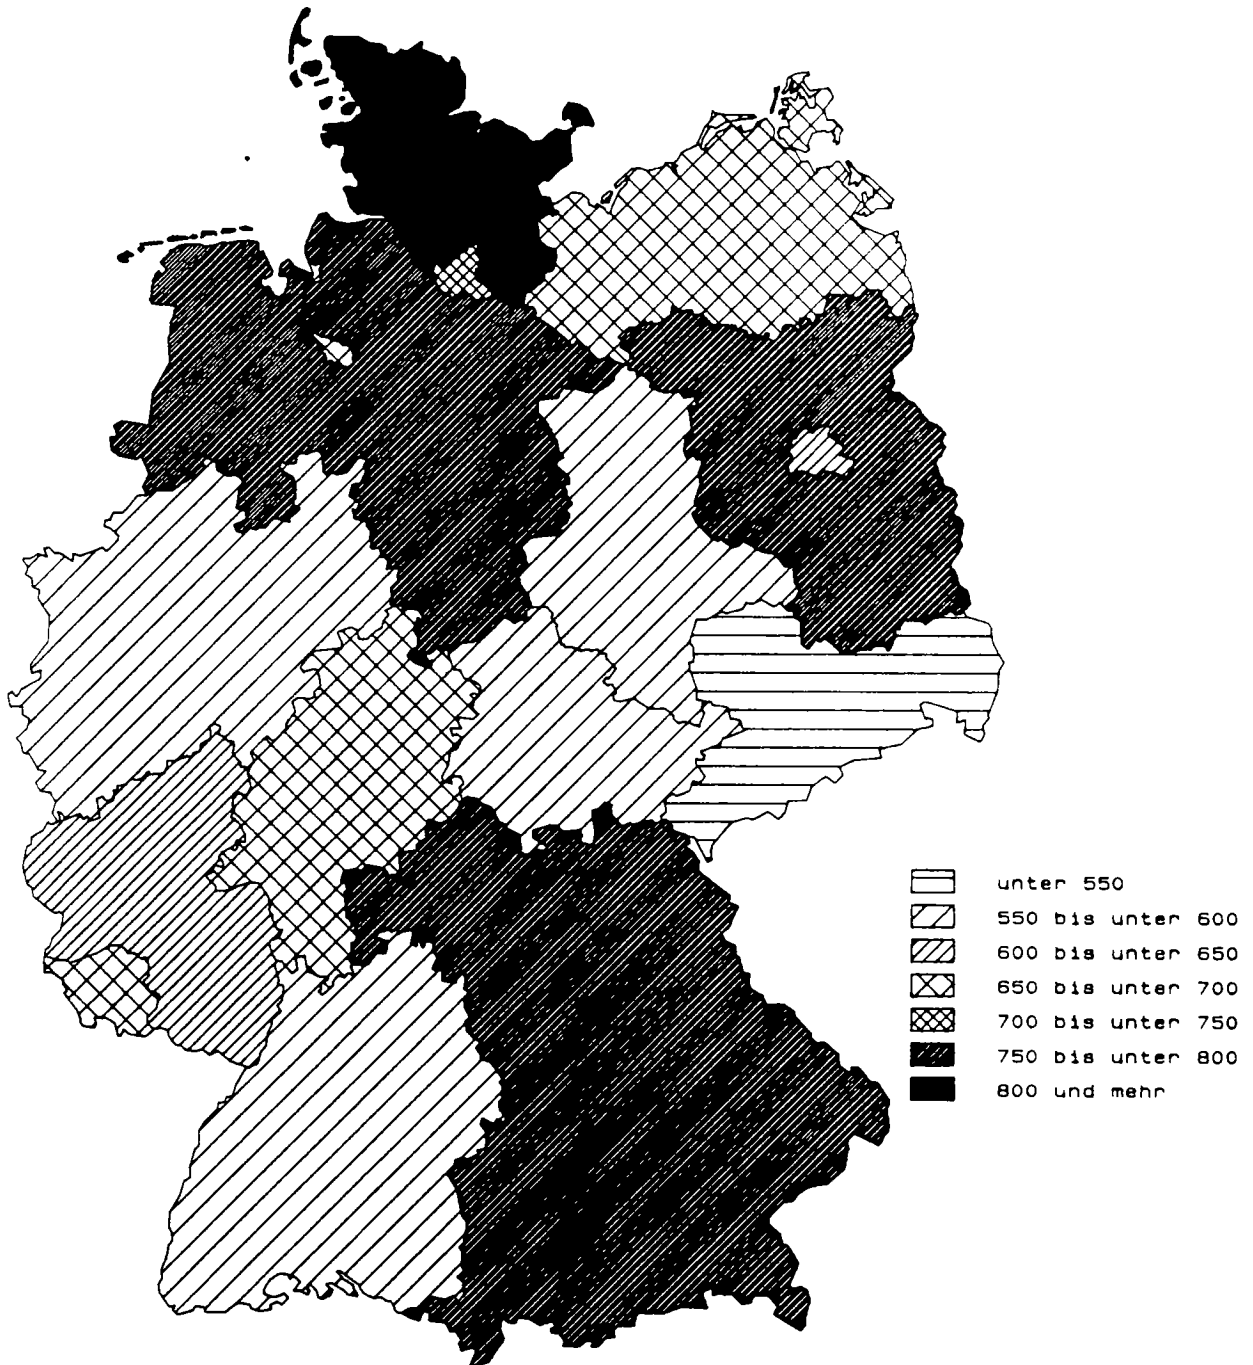 unter 550
550 bis unter 600
600 bis unter 650
650 bis unter 700
700 bis unter 750
750 bis unter 800
800 und mehr